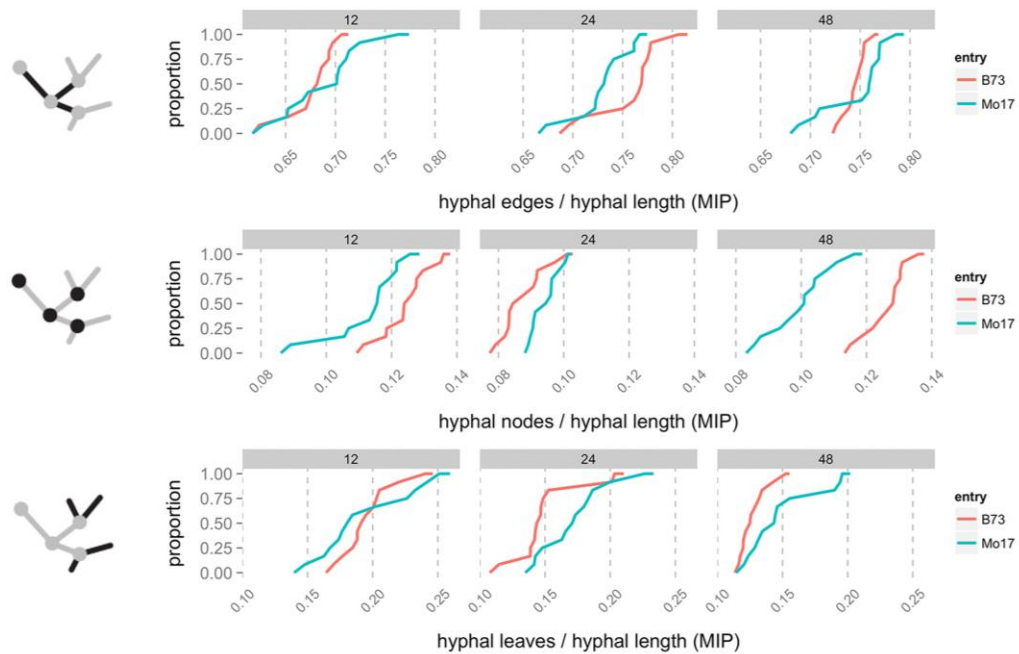 12 24 48
proportion
1.00
0.75
0.50
0.25
0.00
entry
B73
Mo17
0.65 0.70 0.75 0.80 0.65 0.70 0.75 0.80 0.65 0.70 0.75 0.80
hyphal edges / hyphal length (MIP)
12 24 48
proportion
1.00
0.75
0.50
0.25
0.00
entry
B73
Mo17
0.08 0.10 0.12 0.14 0.08 0.10 0.12 0.14 0.08 0.10 0.12 0.14
hyphal nodes / hyphal length (MIP)
12 24 48
proportion
1.00
0.75
0.50
0.25
0.00
entry
B73
Mo17
0.10 0.15 0.20 0.25 0.10 0.15 0.20 0.25 0.10 0.15 0.20 0.25
hyphal leaves / hyphal length (MIP)